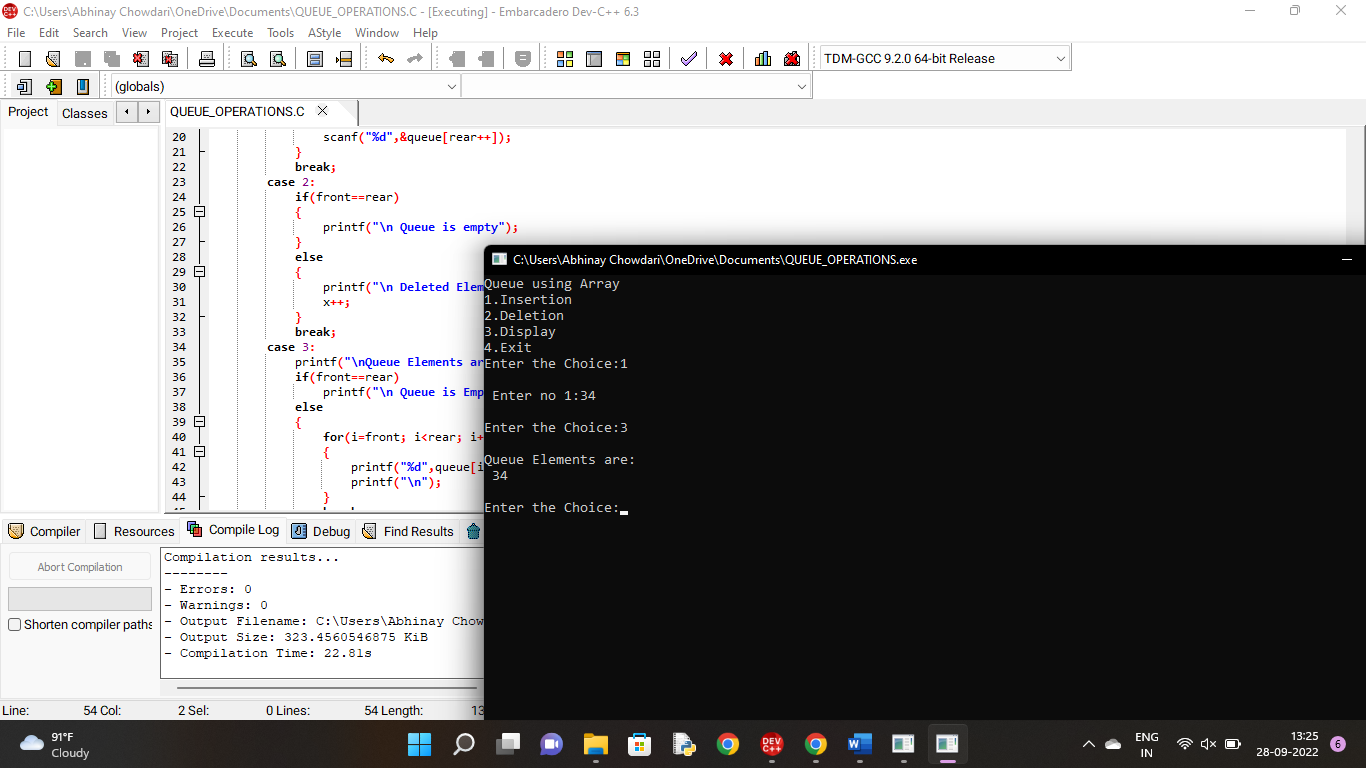 C:\Users\Abhinay Chowdari\OneDrive\Documents\QUEUE_OPERATIONS.C - [Executing] - Embarcadero Dev-C++ 6.3
File Edit Search View Project Execute Tools AStyle Window Help
TDM-GCC 9.2.0 64-bit Release
(globals)
Project Classes QUEUE_OPERATIONS.C
20 scanf("%d",&queue[rear++]);
21 }
22 break;
23 case 2:
24 if(front==rear)
25 {
26 printf("\n Queue is empty");
27 }
28 else
29 {
30 printf("\n Deleted Elem
31 x++;
32 }
33 break;
34 case 3:
35 printf("\nQueue Elements ar
36 if(front==rear)
37 printf("\n Queue is Emp
38 else
39 {
40 for(i=front; i<rear; i+
41 {
42 printf("%d",queue[i
43 printf("\n");
44 }
C:\Users\Abhinay Chowdari\OneDrive\Documents\QUEUE_OPERATIONS.exe
Queue using Array
1.Insertion
2.Deletion
3.Display
4.Exit
Enter the Choice:1
Enter no 1:34
Enter the Choice:3
Queue Elements are:
34
Enter the Choice:
Compiler Resources Compile Log Debug Find Results
Abort Compilation
Shorten compiler paths
Compilation results...
--------
- Errors: 0
- Warnings: 0
- Output Filename: C:\Users\Abhinay Chow
- Output Size: 323.4560546875 KiB
- Compilation Time: 22.81s
Line: 54 Col: 2 Sel: 0 Lines: 54 Length: 13
91°F
Cloudy
DEV
C++
ENG
IN
13:25
28-09-2022
6